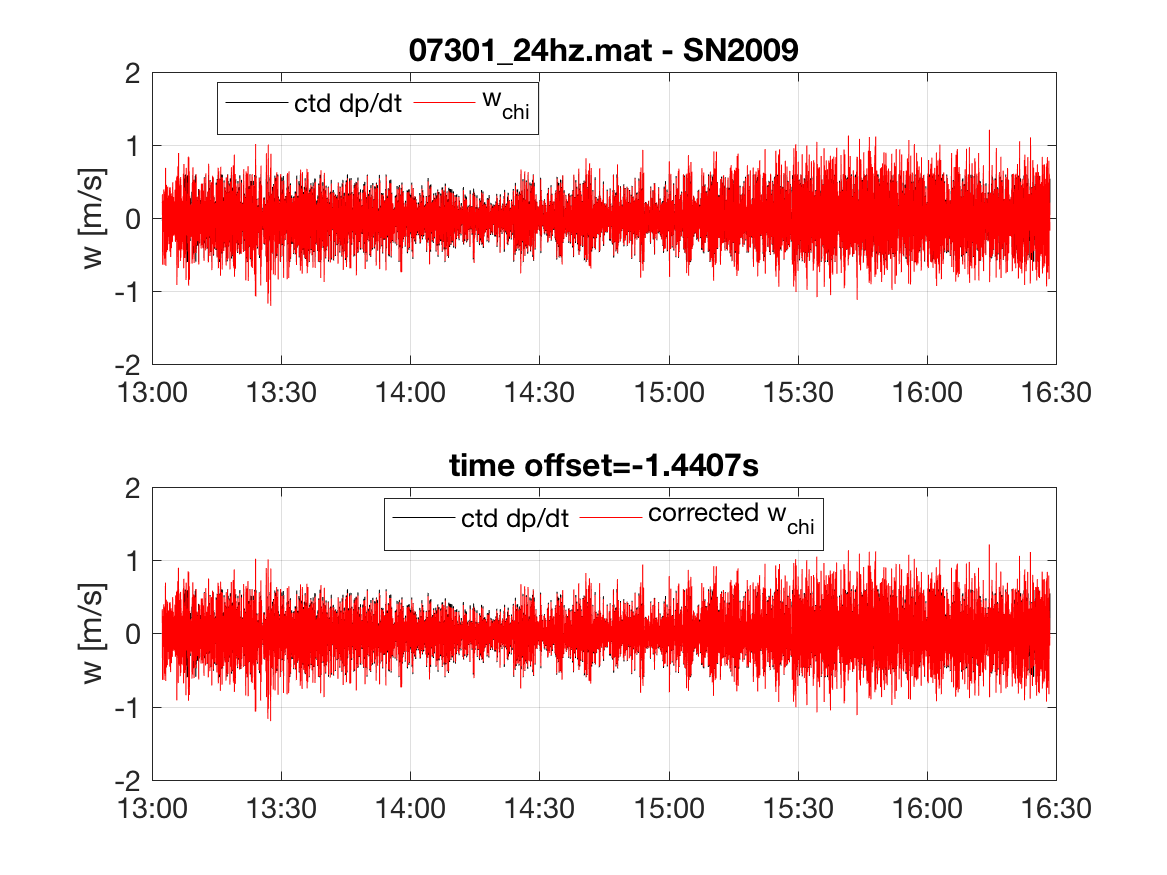 07301_24hz.mat - SN2009
ctd dp/dt w_chi
w [m/s]
2
1
0
-1
-2
13:00 13:30 14:00 14:30 15:00 15:30 16:00 16:30
time offset=-1.4407s
ctd dp/dt corrected w_chi
w [m/s]
2
1
0
-1
-2
13:00 13:30 14:00 14:30 15:00 15:30 16:00 16:30